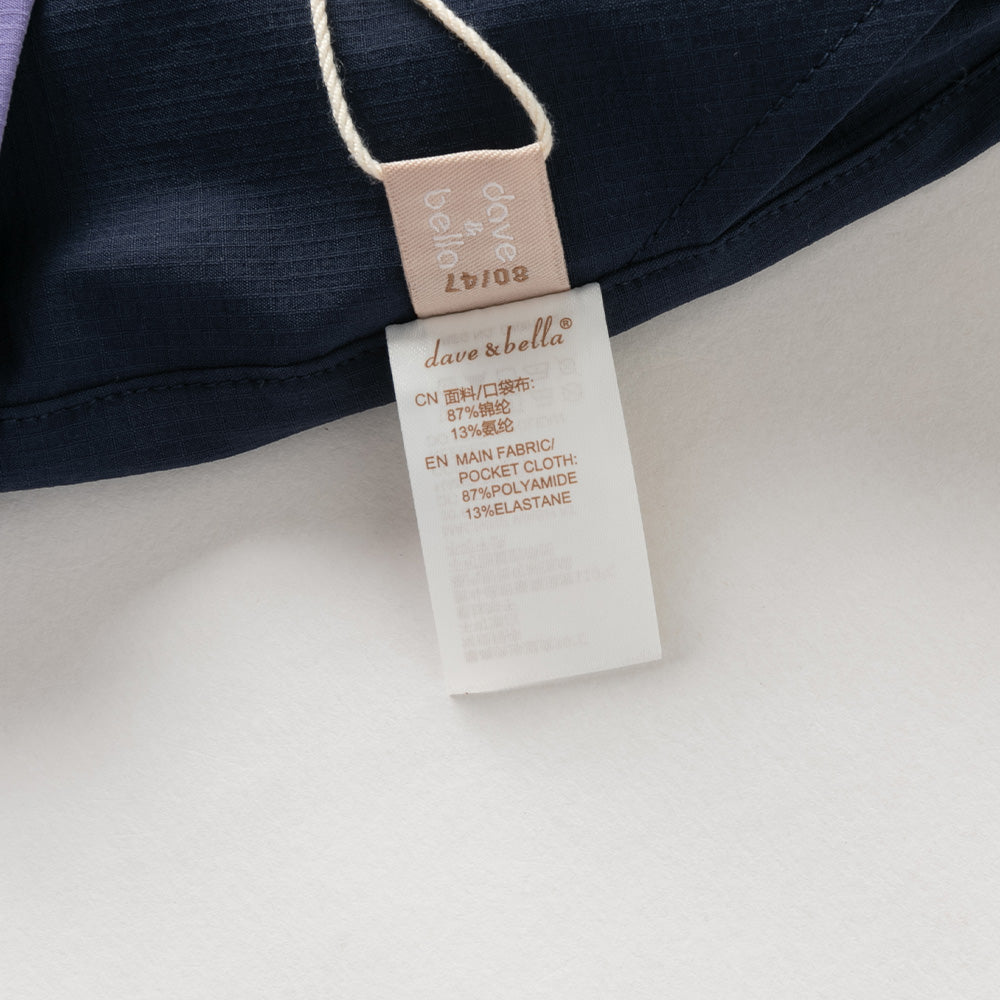 dave
&
bella
80/47
dave & bella®
CN 面料/口袋布:
87%锦纶
13%氨纶
EN MAIN FABRIC/
POCKET CLOTH:
87%POLYAMIDE
13%ELASTANE